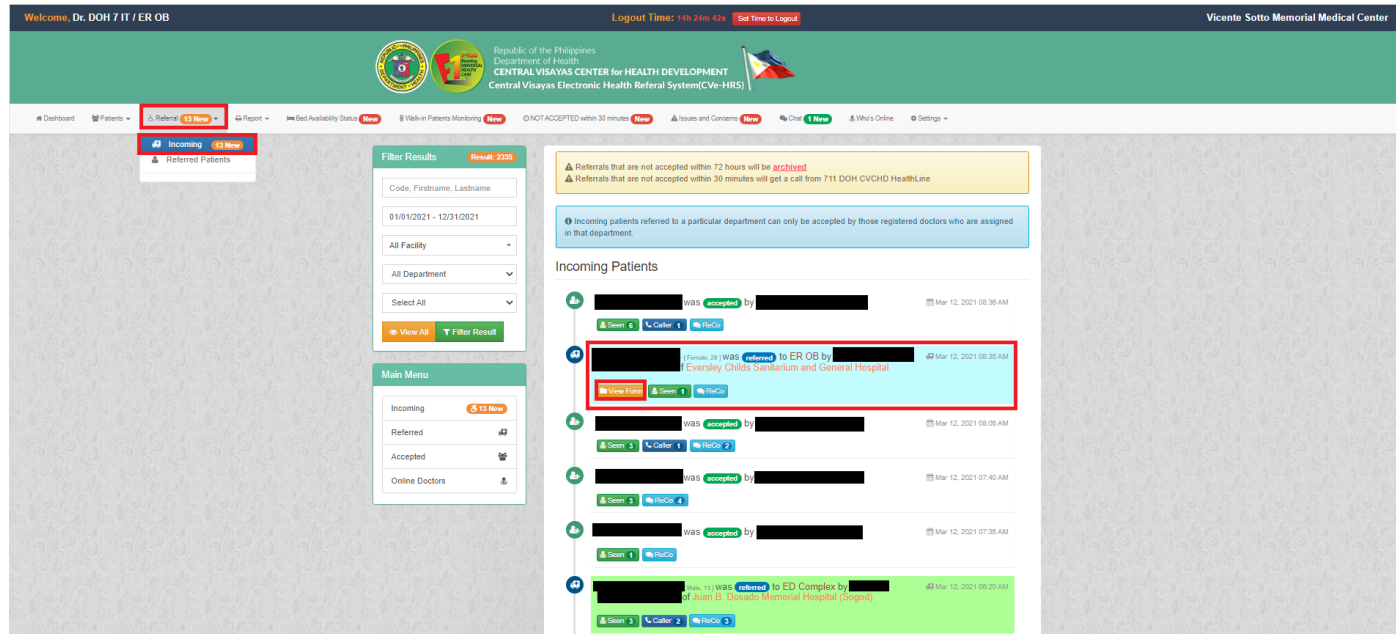 Welcome, Dr. DOH 7 IT / ER OB
Logout Time: 14h 24m 42s Set Time to Logout
Vicente Sotto Memorial Medical Center
Republic of the Philippines
Department of Health
CENTRAL VISAYAS CENTER for HEALTH DEVELOPMENT
Central Visayas Electronic Health Referal System(CVe-HRS)
Dashboard Patients Referral 13 New Report Bed Availability Status New Walk-in Patients Monitoring New NOT ACCEPTED within 30 minutes New Issues and Concerns New Chat 1 New Who's Online Settings
Incoming 13 New
Referred Patients
Filter Results Result: 2335
Code, Firstname, Lastname
01/01/2021 - 12/31/2021
All Facility
All Department
Select All
View All Filter Result
Main Menu
Incoming 13 New
Referred
Accepted
Online Doctors
Referrals that are not accepted within 72 hours will be archived
Referrals that are not accepted within 30 minutes will get a call from 711 DOH CVCHD HealthLine
Incoming patients referred to a particular department can only be accepted by those registered doctors who are assigned
in that department.
Incoming Patients
was accepted by Mar 12, 2021 08:36 AM
Seen 6 Caller 1 ReCo
[ Female, 28 ] was referred to ER OB by Mar 12, 2021 08:35 AM
of Eversley Childs Sanitarium and General Hospital
View Form Seen 1 ReCo
was accepted by Mar 12, 2021 08:05 AM
Seen 3 Caller 1 ReCo 2
was accepted by Mar 12, 2021 07:40 AM
Seen 3 ReCo 4
was accepted by Mar 12, 2021 07:35 AM
Seen 1 ReCo
Male, 13 ] was referred to ED Complex by Mar 12, 2021 06:20 AM
of Juan B. Dosado Memorial Hospital (Sogod)
Seen 3 Caller 2 ReCo 3